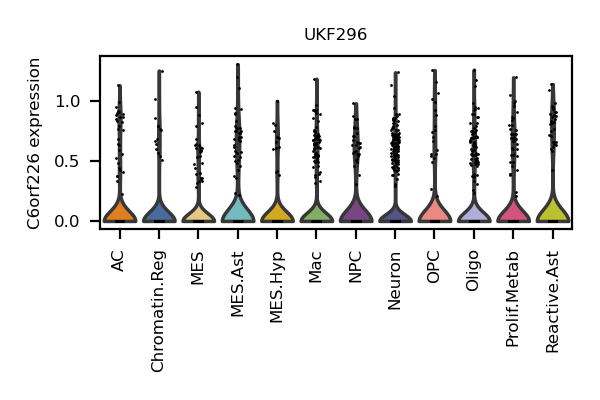 UKF296
C6orf226 expression
1.0
0.5
0.0
AC
Chromatin.Reg
MES
MES.Ast
MES.Hyp
Mac
NPC
Neuron
OPC
Oligo
Prolif.Metab
Reactive.Ast